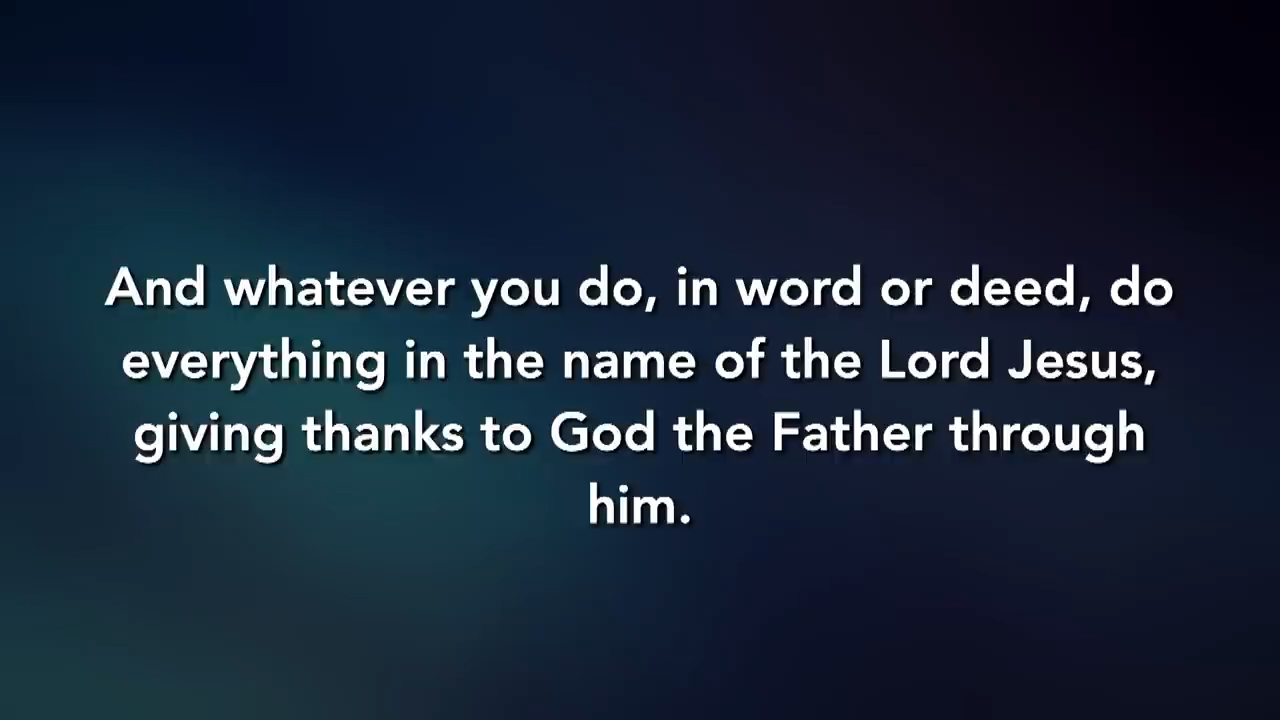 And whatever you do, in word or deed, do
everything in the name of the Lord Jesus,
giving thanks to God the Father through
him.